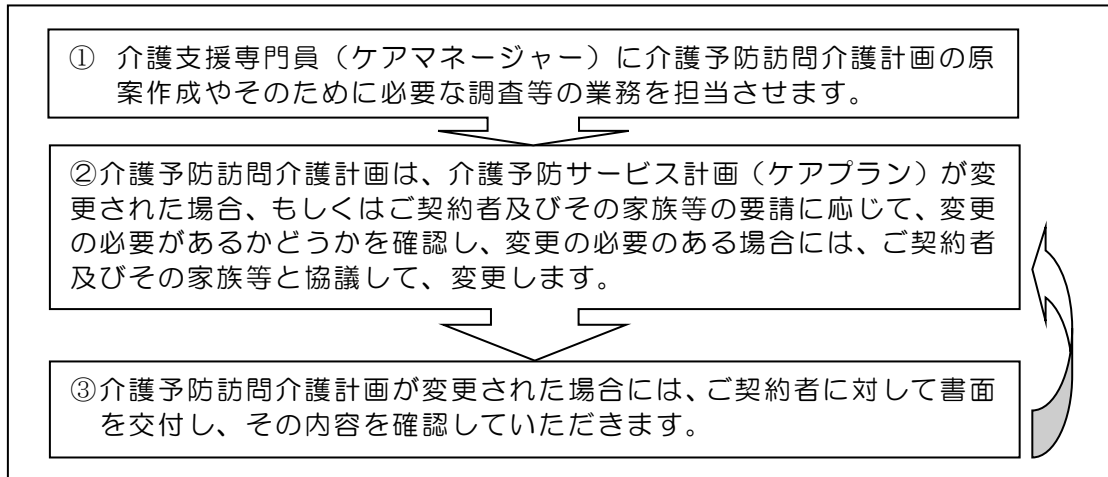 ① 介護支援専門員（ケアマネージャー）に介護予防訪問介護計画の原
案作成やそのために必要な調査等の業務を担当させます。
②介護予防訪問介護計画は、介護予防サービス計画（ケアプラン）が変
更された場合、もしくはご契約者及びその家族等の要請に応じて、変更
の必要があるかどうかを確認し、変更の必要のある場合には、ご契約者
及びその家族等と協議して、変更します。
③介護予防訪問介護計画が変更された場合には、ご契約者に対して書面
を交付し、その内容を確認していただきます。